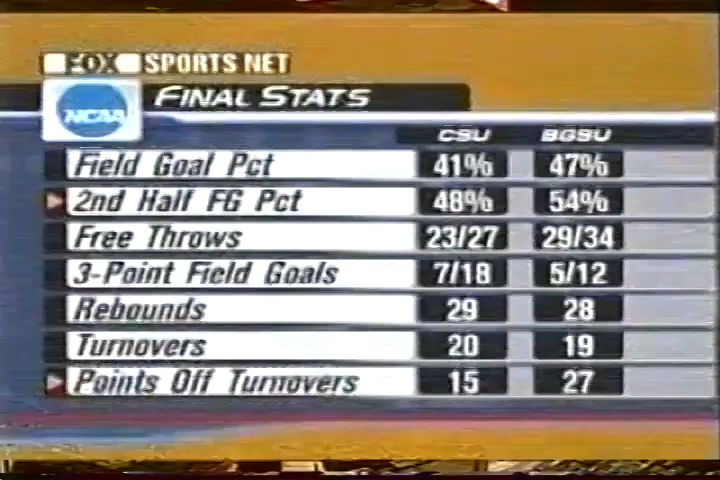 FOX SPORTS NET
NCAA FINAL STATS
CSU BGSU
Field Goal Pct 41% 47%
2nd Half FG Pct 48% 54%
Free Throws 23/27 29/34
3-Point Field Goals 7/18 5/12
Rebounds 29 28
Turnovers 20 19
Points Off Turnovers 15 27